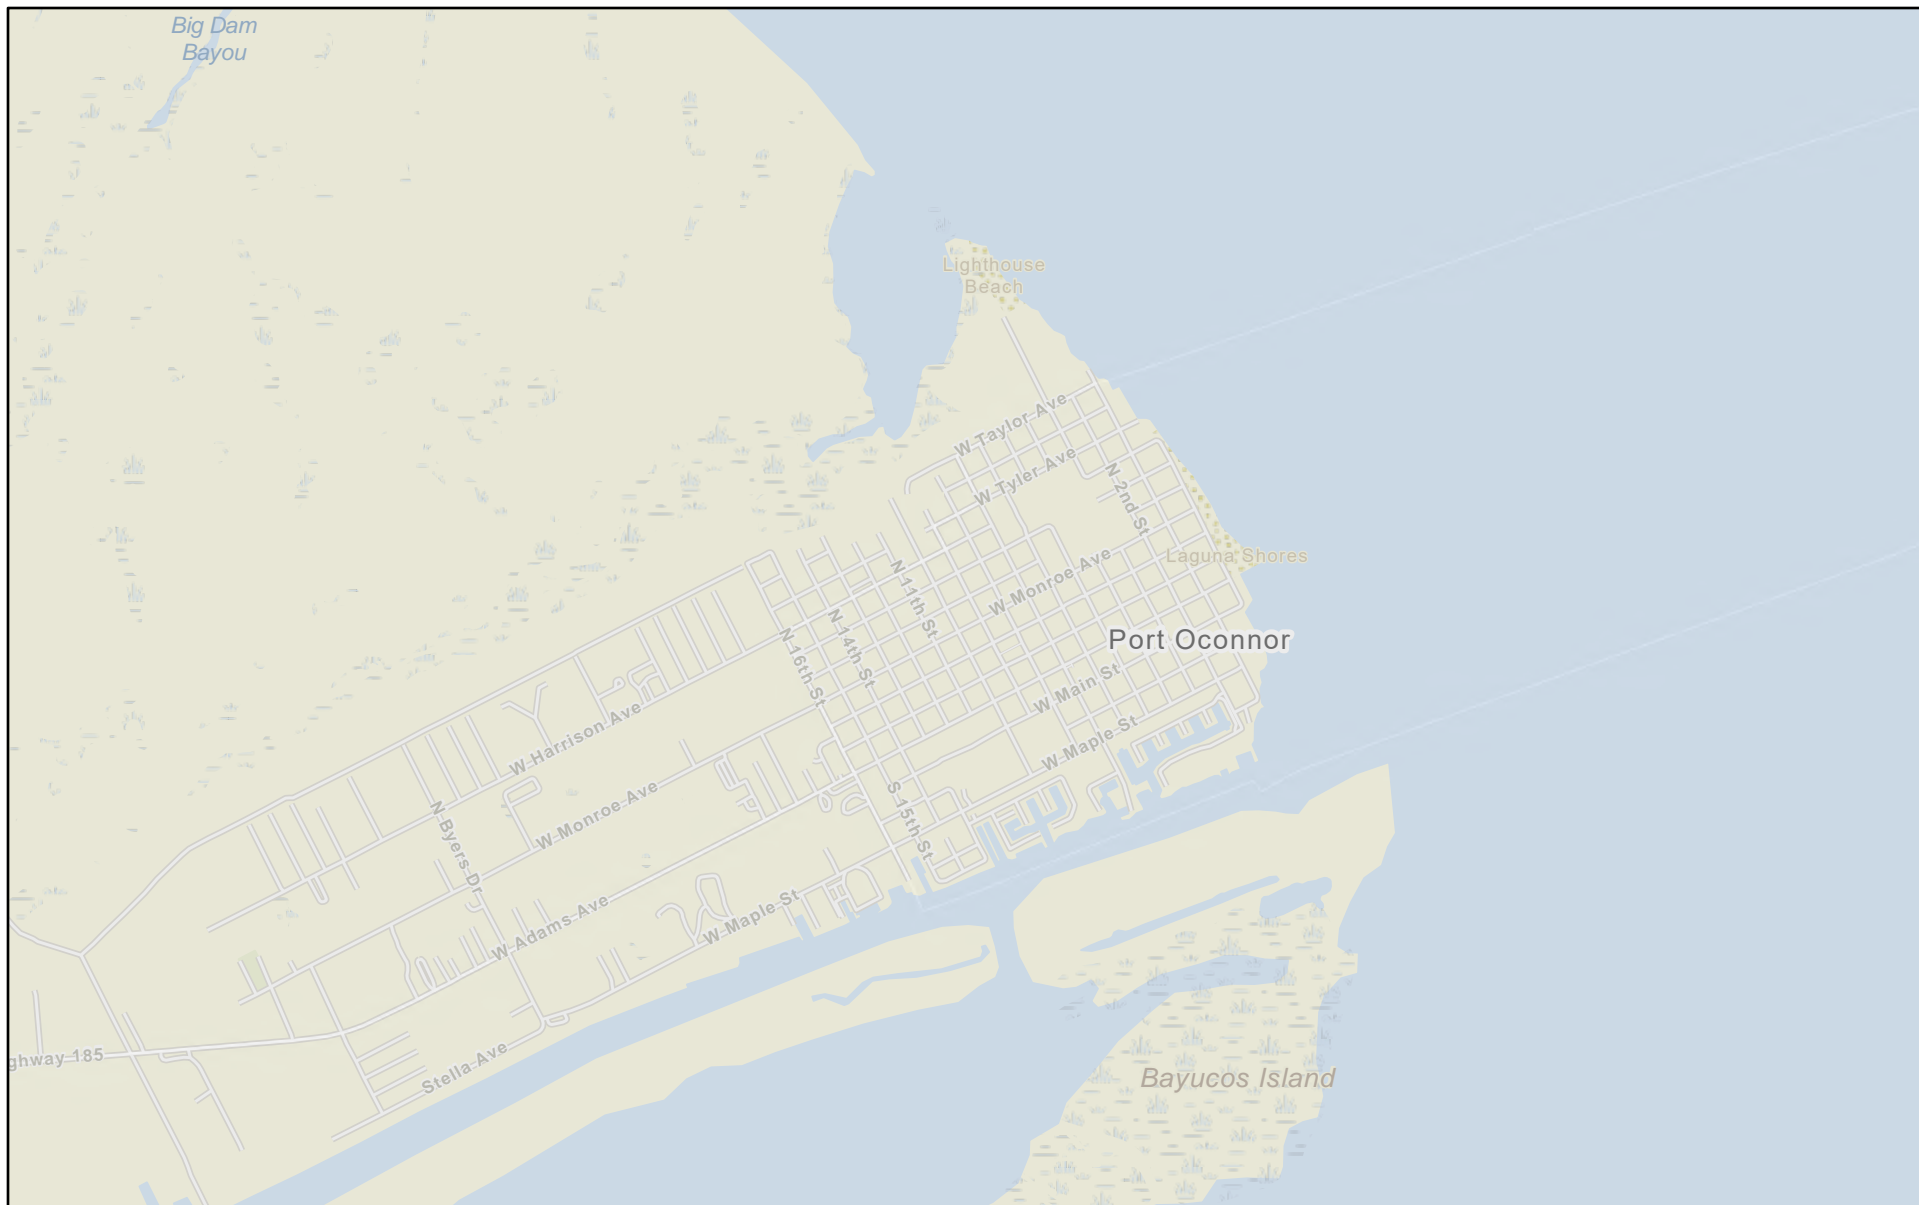 Big Dam
Bayou
Lighthouse
Beach
W Taylor Ave
W Tyler Ave
N 2nd St
Laguna Shores
W Monroe Ave
N 11th St
N 14th St
N 16th St
Port Oconnor
W Main St
W Maple St
W Harrison Ave
W Monroe Ave
S 15th St
N Byers Dr
W Adams Ave
W Maple St
ghway 185
Stella Ave
Bayucos Island